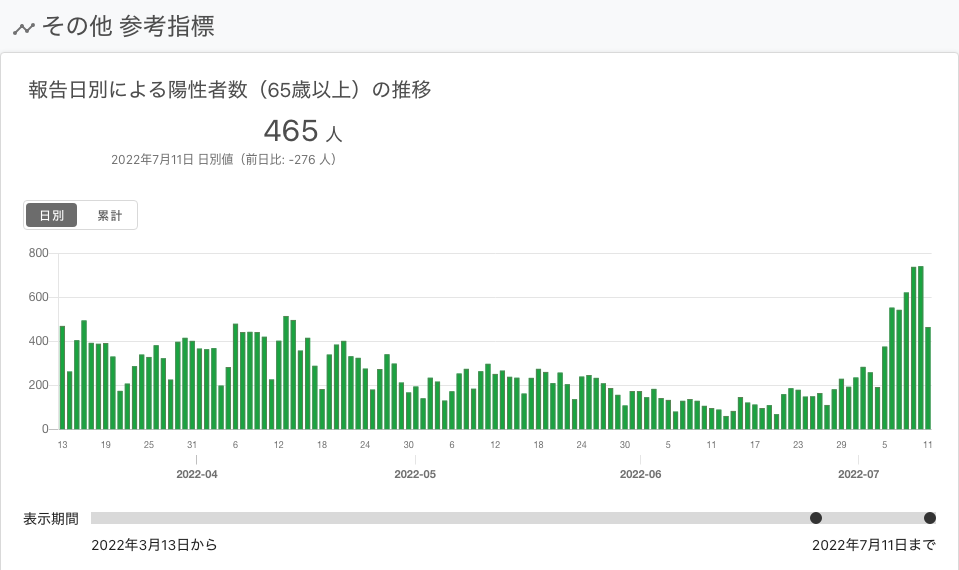 その他 参考指標
報告日別による陽性者数（65歳以上）の推移
465 人
2022年7月11日 日別値（前日比: -276 人）
日別 累計
800
600
400
200
0
13 19 25 31 6 12 18 24 30 6 12 18 24 30 5 11 17 23 29 5 11
2022-04 2022-05 2022-06 2022-07
表示期間
2022年3月13日から 2022年7月11日まで